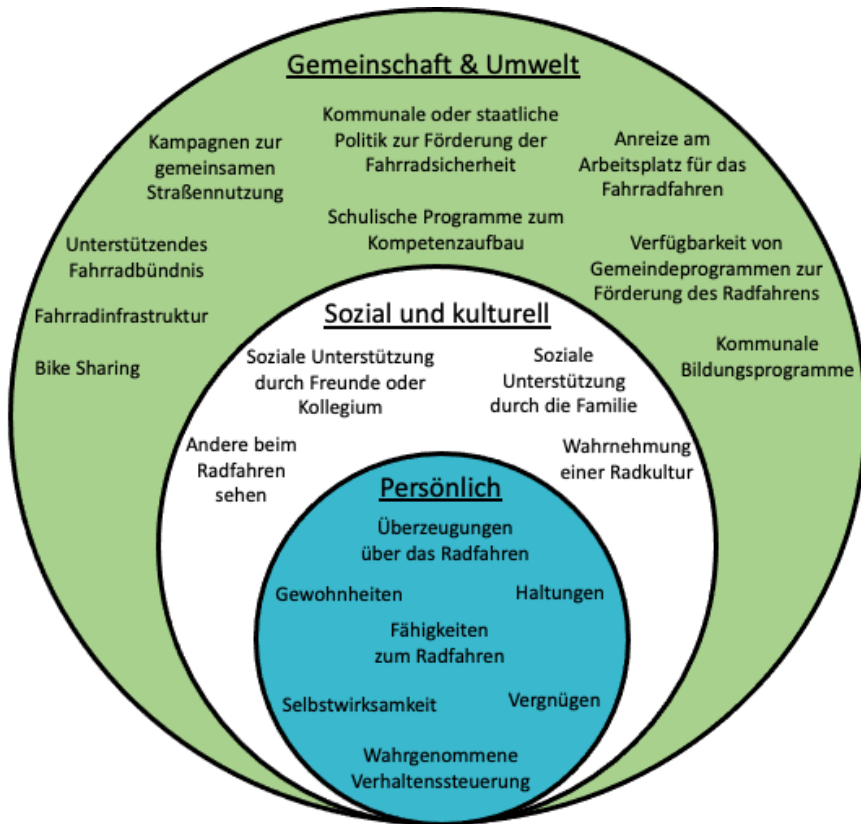 Gemeinschaft & Umwelt
Kommunale oder staatliche
Politik zur Förderung der
Fahrradsicherheit
Kampagnen zur
gemeinsamen
Straßennutzung
Anreize am
Arbeitsplatz für das
Fahrradfahren
Schulische Programme zum
Kompetenzaufbau
Unterstützendes
Fahrradbündnis
Verfügbarkeit von
Gemeindeprogrammen zur
Förderung des Radfahrens
Fahrradinfrastruktur
Bike Sharing
Kommunale
Bildungsprogramme
Sozial und kulturell
Soziale Unterstützung
durch Freunde oder
Kollegium
Soziale
Unterstützung
durch die Familie
Andere beim
Radfahren
sehen
Wahrnehmung
einer Radkultur
Persönlich
Überzeugungen
über das Radfahren
Gewohnheiten
Haltungen
Fähigkeiten
zum Radfahren
Selbstwirksamkeit
Vergnügen
Wahrgenommene
Verhaltenssteuerung